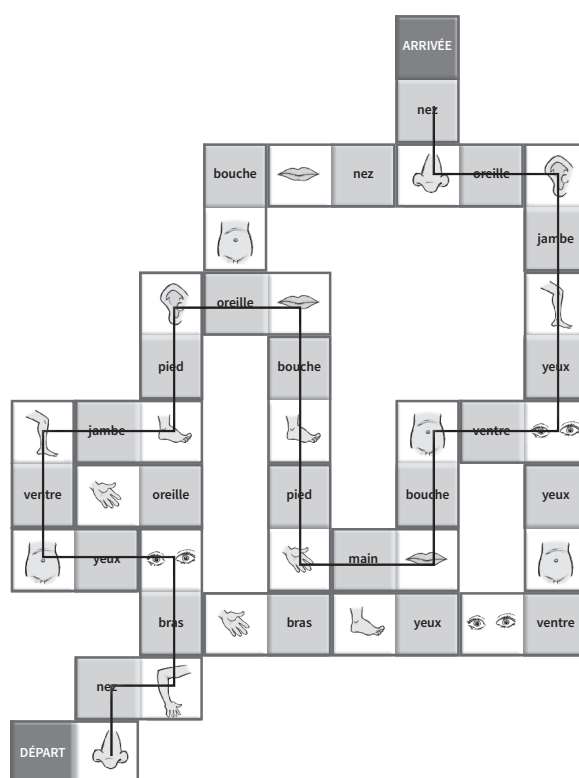 ARRIVÉE
nez
bouche nez oreille
jambe
oreille
pied bouche yeux
jambe ventre
ventre oreille pied bouche yeux
yeux main
bras bras yeux ventre
nez
DÉPART